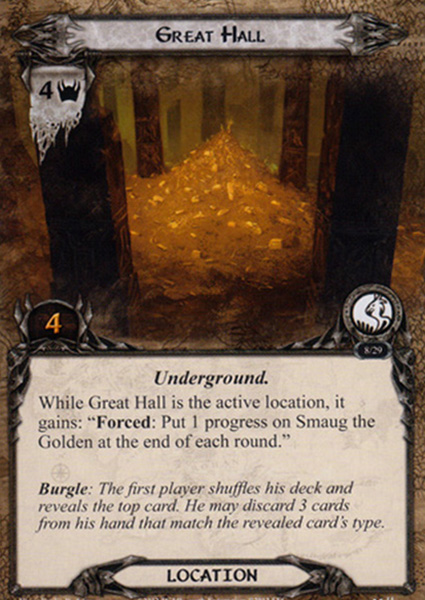 GREAT HALL
4
4
8/29
Underground.
While Great Hall is the active location, it
gains: “Forced: Put 1 progress on Smaug the
Golden at the end of each round.”
Burgle: The first player shuffles his deck and
reveals the top card. He may discard 3 cards
from his hand that match the revealed card's type.
LOCATION